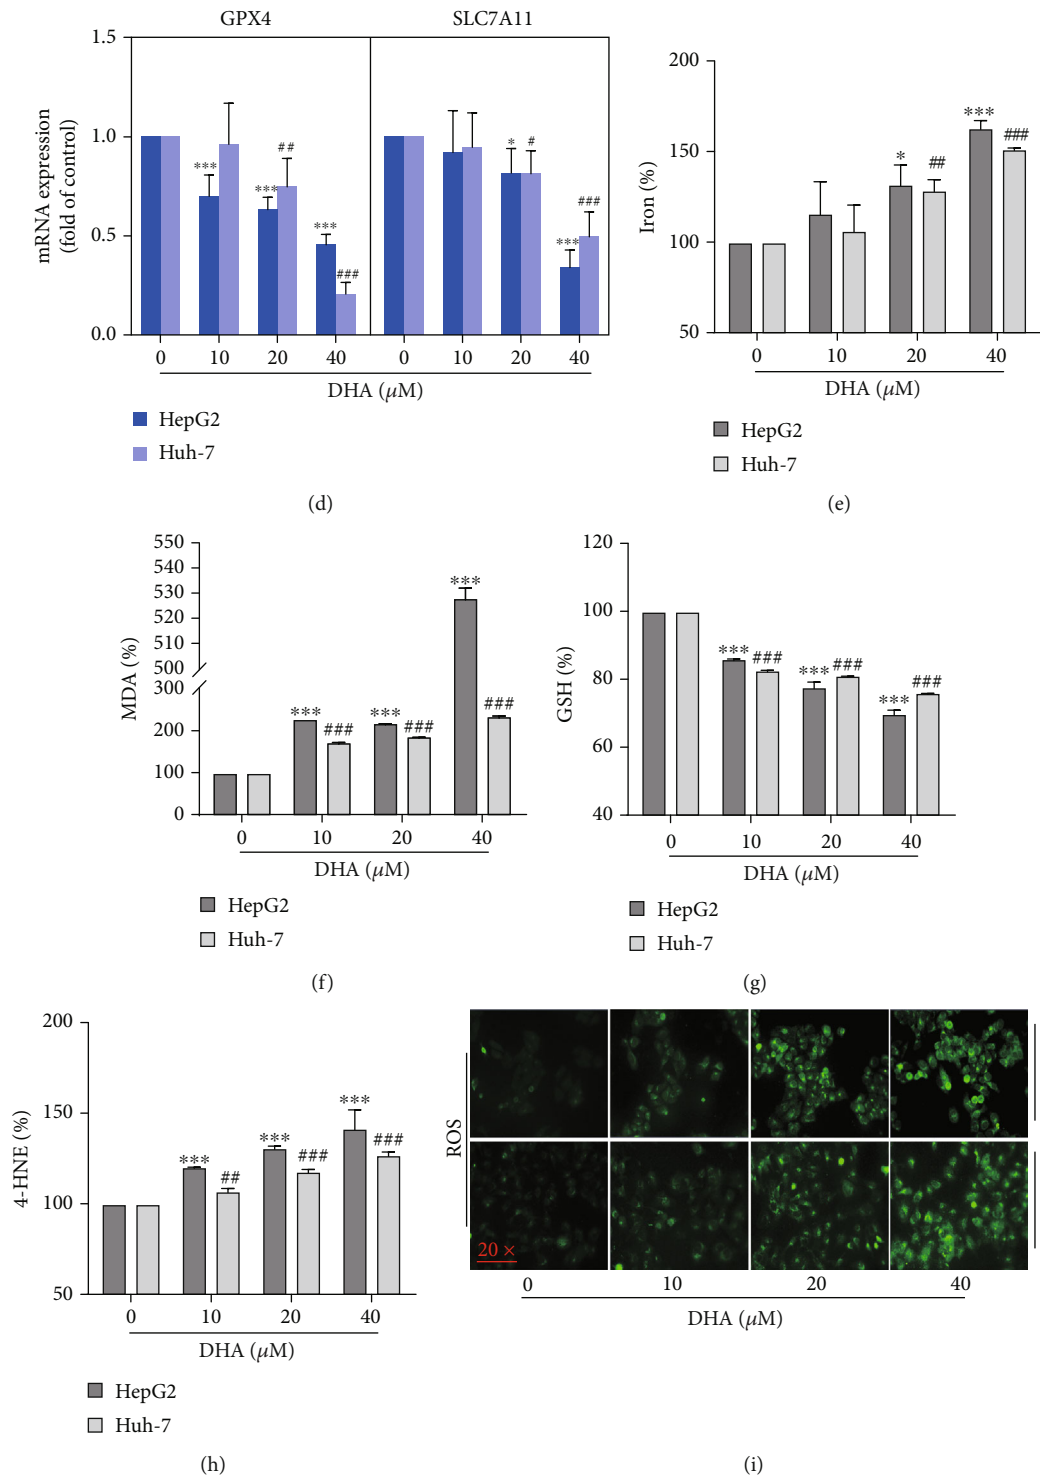 GPX4 SLC7A11
mRNA expression
(fold of control)
1.5
1.0
0.5
0.0
*** *** *** ## ### * # *** ###
0 10 20 40 0 10 20 40
DHA (μM)
HepG2
Huh-7
(d)
Iron (%)
200
150
100
50
* ## *** ###
0 10 20 40
DHA (μM)
HepG2
Huh-7
(e)
MDA (%)
550
540
530
520
510
500
300
200
100
0
*** ### *** ### *** ###
0 10 20 40
DHA (μM)
HepG2
Huh-7
(f)
GSH (%)
120
100
80
60
40
*** ### *** ### *** ###
0 10 20 40
DHA (μM)
HepG2
Huh-7
(g)
4-HNE (%)
200
150
100
50
*** ## *** ### *** ###
0 10 20 40
DHA (μM)
HepG2
Huh-7
(h)
ROS
20 ×
0 10 20 40
DHA (μM)
(i)